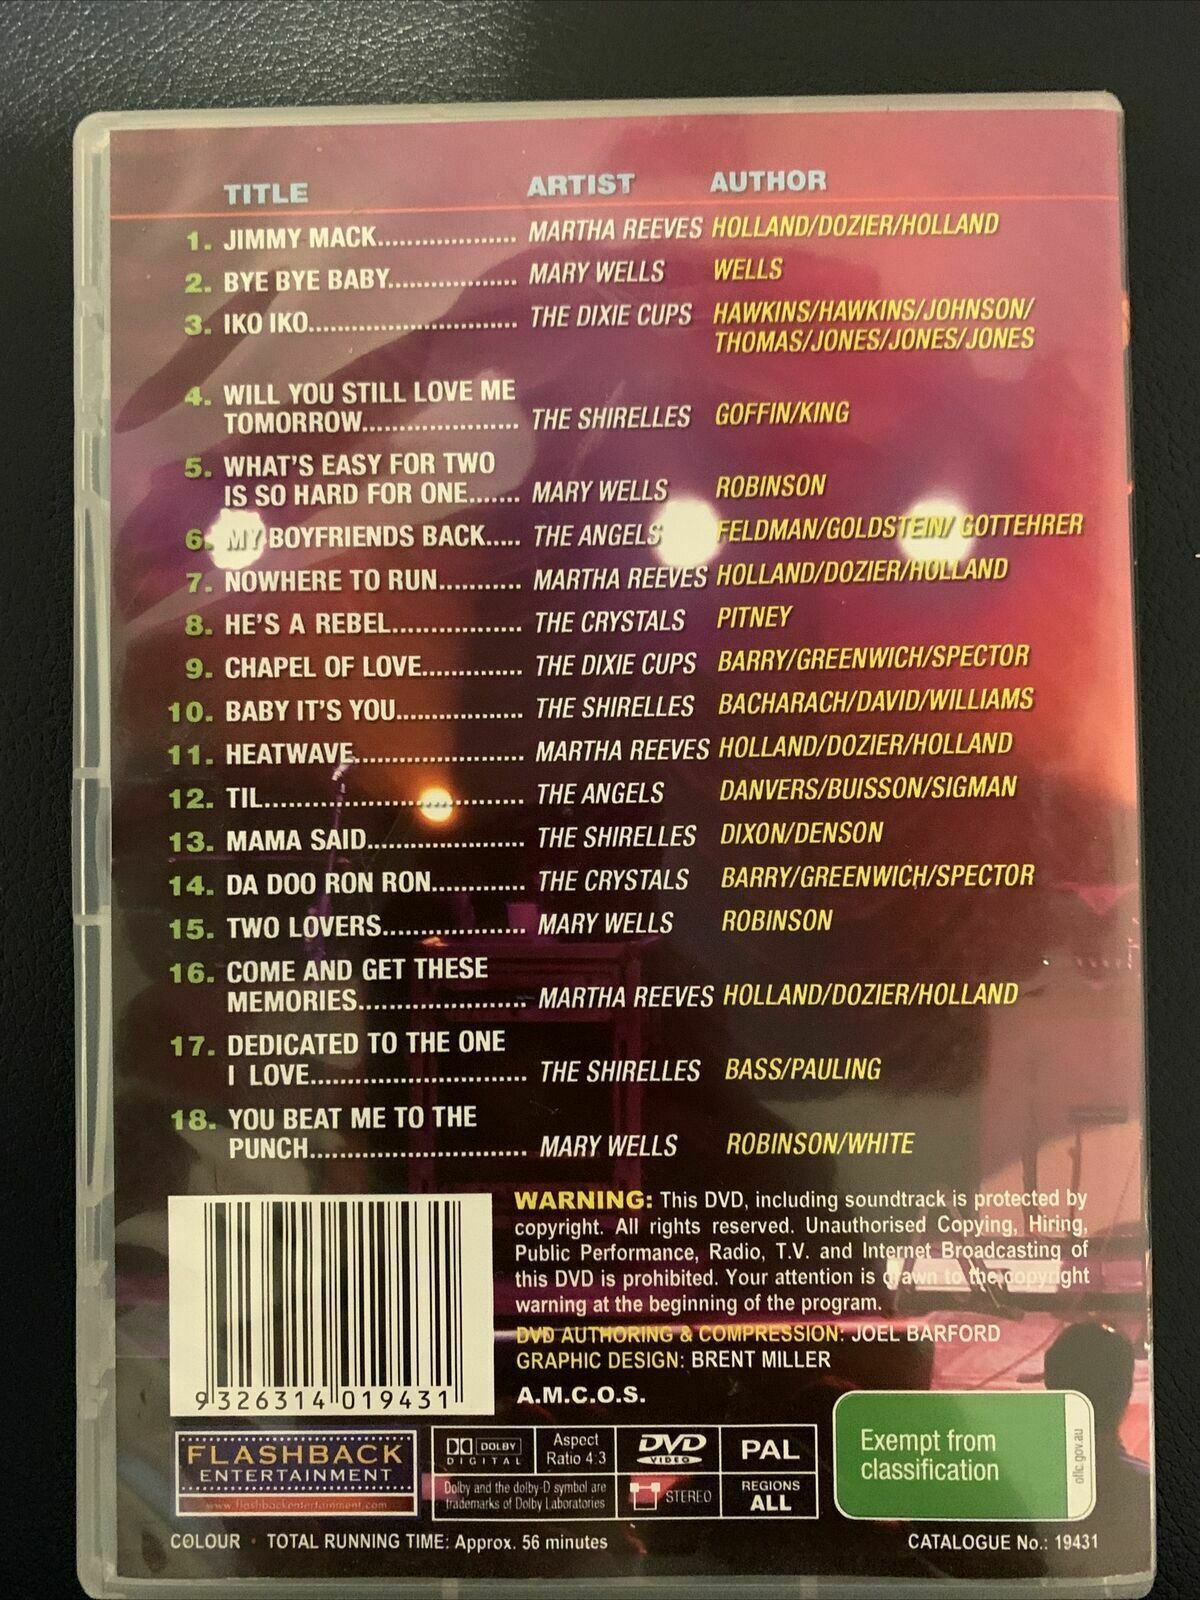 TITLE ARTIST AUTHOR
1. JIMMY MACK................... MARTHA REEVES HOLLAND/DOZIER/HOLLAND
2. BYE BYE BABY.................. MARY WELLS WELLS
3. IKO IKO............................. THE DIXIE CUPS HAWKINS/HAWKINS/JOHNSON/
THOMAS/JONES/JONES/JONES
4. WILL YOU STILL LOVE ME
TOMORROW...................... THE SHIRELLES GOFFIN/KING
5. WHAT'S EASY FOR TWO
IS SO HARD FOR ONE....... MARY WELLS ROBINSON
6. MY BOYFRIENDS BACK..... THE ANGELS FELDMAN/GOLDSTEIN/ GOTTEHRER
7. NOWHERE TO RUN........... MARTHA REEVES HOLLAND/DOZIER/HOLLAND
8. HE'S A REBEL.................. THE CRYSTALS PITNEY
9. CHAPEL OF LOVE............. THE DIXIE CUPS BARRY/GREENWICH/SPECTOR
10. BABY IT'S YOU................. THE SHIRELLES BACHARACH/DAVID/WILLIAMS
11. HEATWAVE........................ MARTHA REEVES HOLLAND/DOZIER/HOLLAND
12. TIL..................................... THE ANGELS DANVERS/BUISSON/SIGMAN
13. MAMA SAID...................... THE SHIRELLES DIXON/DENSON
14. DA DOO RON RON............. THE CRYSTALS BARRY/GREENWICH/SPECTOR
15. TWO LOVERS................... MARY WELLS ROBINSON
16. COME AND GET THESE
MEMORIES........................ MARTHA REEVES HOLLAND/DOZIER/HOLLAND
17. DEDICATED TO THE ONE
I LOVE.............................. THE SHIRELLES BASS/PAULING
18. YOU BEAT ME TO THE
PUNCH.............................. MARY WELLS ROBINSON/WHITE
WARNING: This DVD, including soundtrack is protected by
copyright. All rights reserved. Unauthorised Copying, Hiring,
Public Performance, Radio, T.V. and Internet Broadcasting of
this DVD is prohibited. Your attention is drawn to the copyright
warning at the beginning of the program.
DVD AUTHORING & COMPRESSION: JOEL BARFORD
GRAPHIC DESIGN: BRENT MILLER
A.M.C.O.S.
9 326314 019431
FLASHBACK
ENTERTAINMENT
www.flashbackentertainment.com
DOLBY
DIGITAL
Aspect
Ratio 4:3
DVD
VIDEO
PAL
Dolby and the dolby-D symbol are
trademarks of Dolby Laboratories
STEREO
REGIONS
ALL
Exempt from
classification
oflc.gov.au
COLOUR · TOTAL RUNNING TIME: Approx. 56 minutes
CATALOGUE No.: 19431